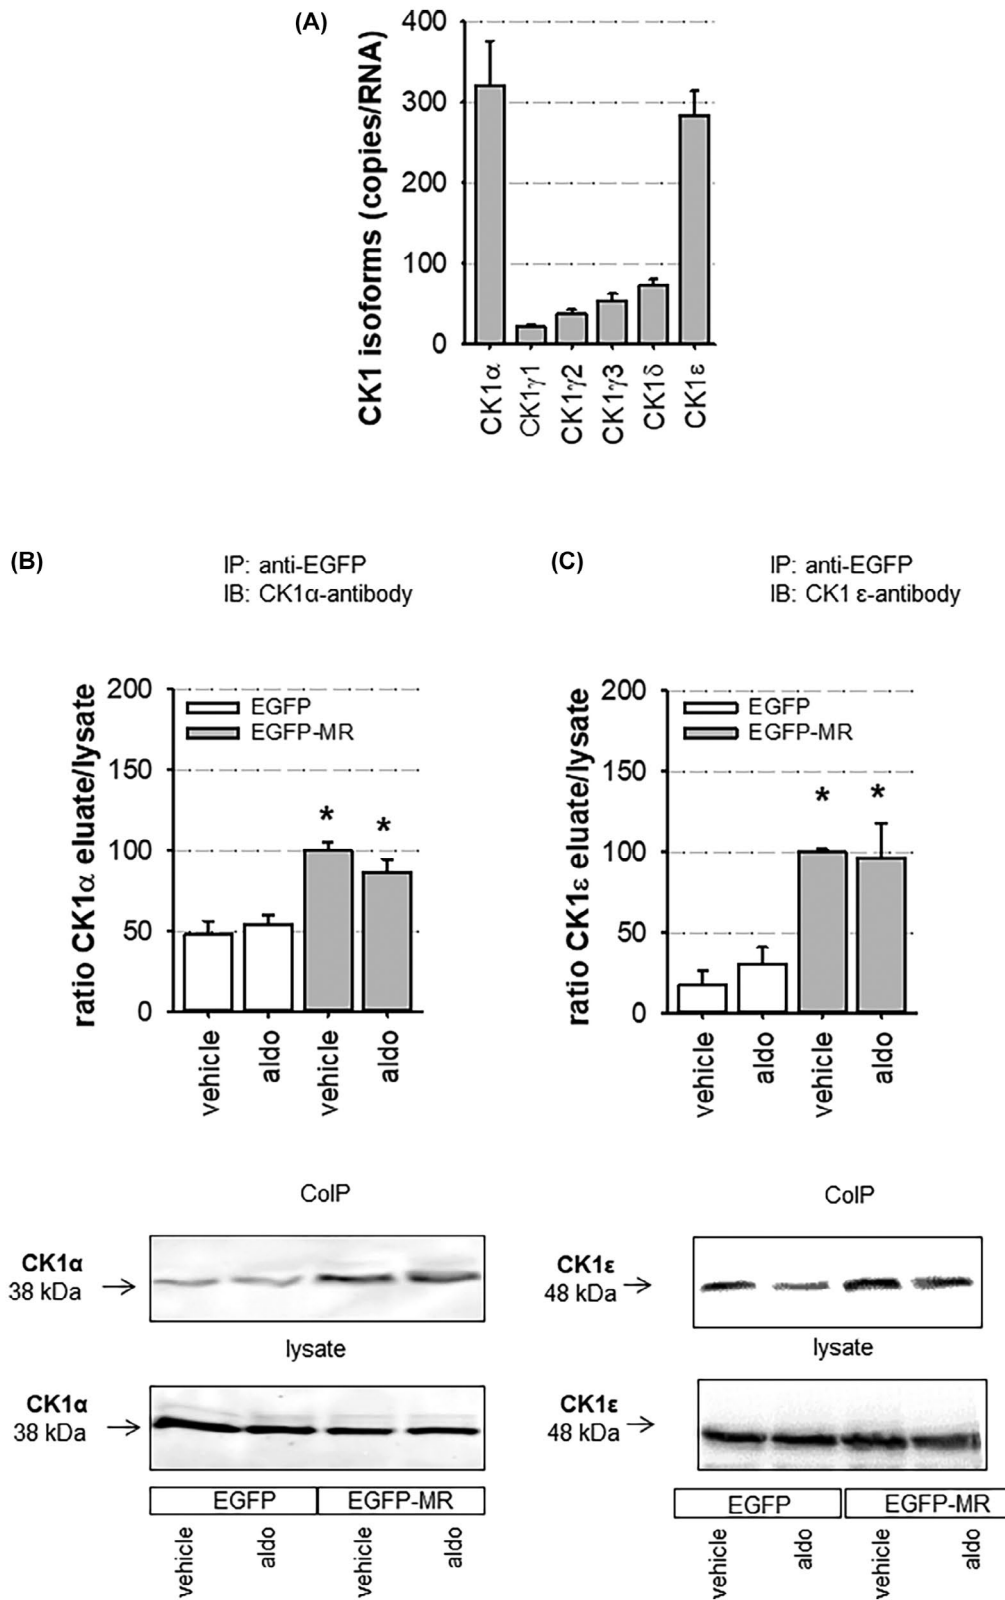 (A)
CK1 isoforms (copies/RNA)
400
300
200
100
0
CK1α
CK1γ1
CK1γ2
CK1γ3
CK1δ
CK1ε
(B)
IP: anti-EGFP
IB: CK1α-antibody
ratio CK1α eluate/lysate
200
150
100
50
0
EGFP
EGFP-MR
*
*
vehicle
aldo
vehicle
aldo
CoIP
CK1α
38 kDa
lysate
CK1α
38 kDa
EGFP
EGFP-MR
vehicle
aldo
vehicle
aldo
(C)
IP: anti-EGFP
IB: CK1 ε-antibody
ratio CK1ε eluate/lysate
200
150
100
50
0
EGFP
EGFP-MR
*
*
vehicle
aldo
vehicle
aldo
CoIP
CK1ε
48 kDa
lysate
CK1ε
48 kDa
EGFP
EGFP-MR
vehicle
aldo
vehicle
aldo